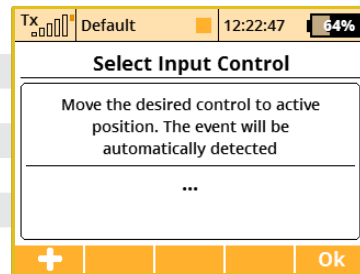 Tx Default 12:22:47 64%
Select Input Control
Move the desired control to active
position. The event will be
automatically detected
...
Ok